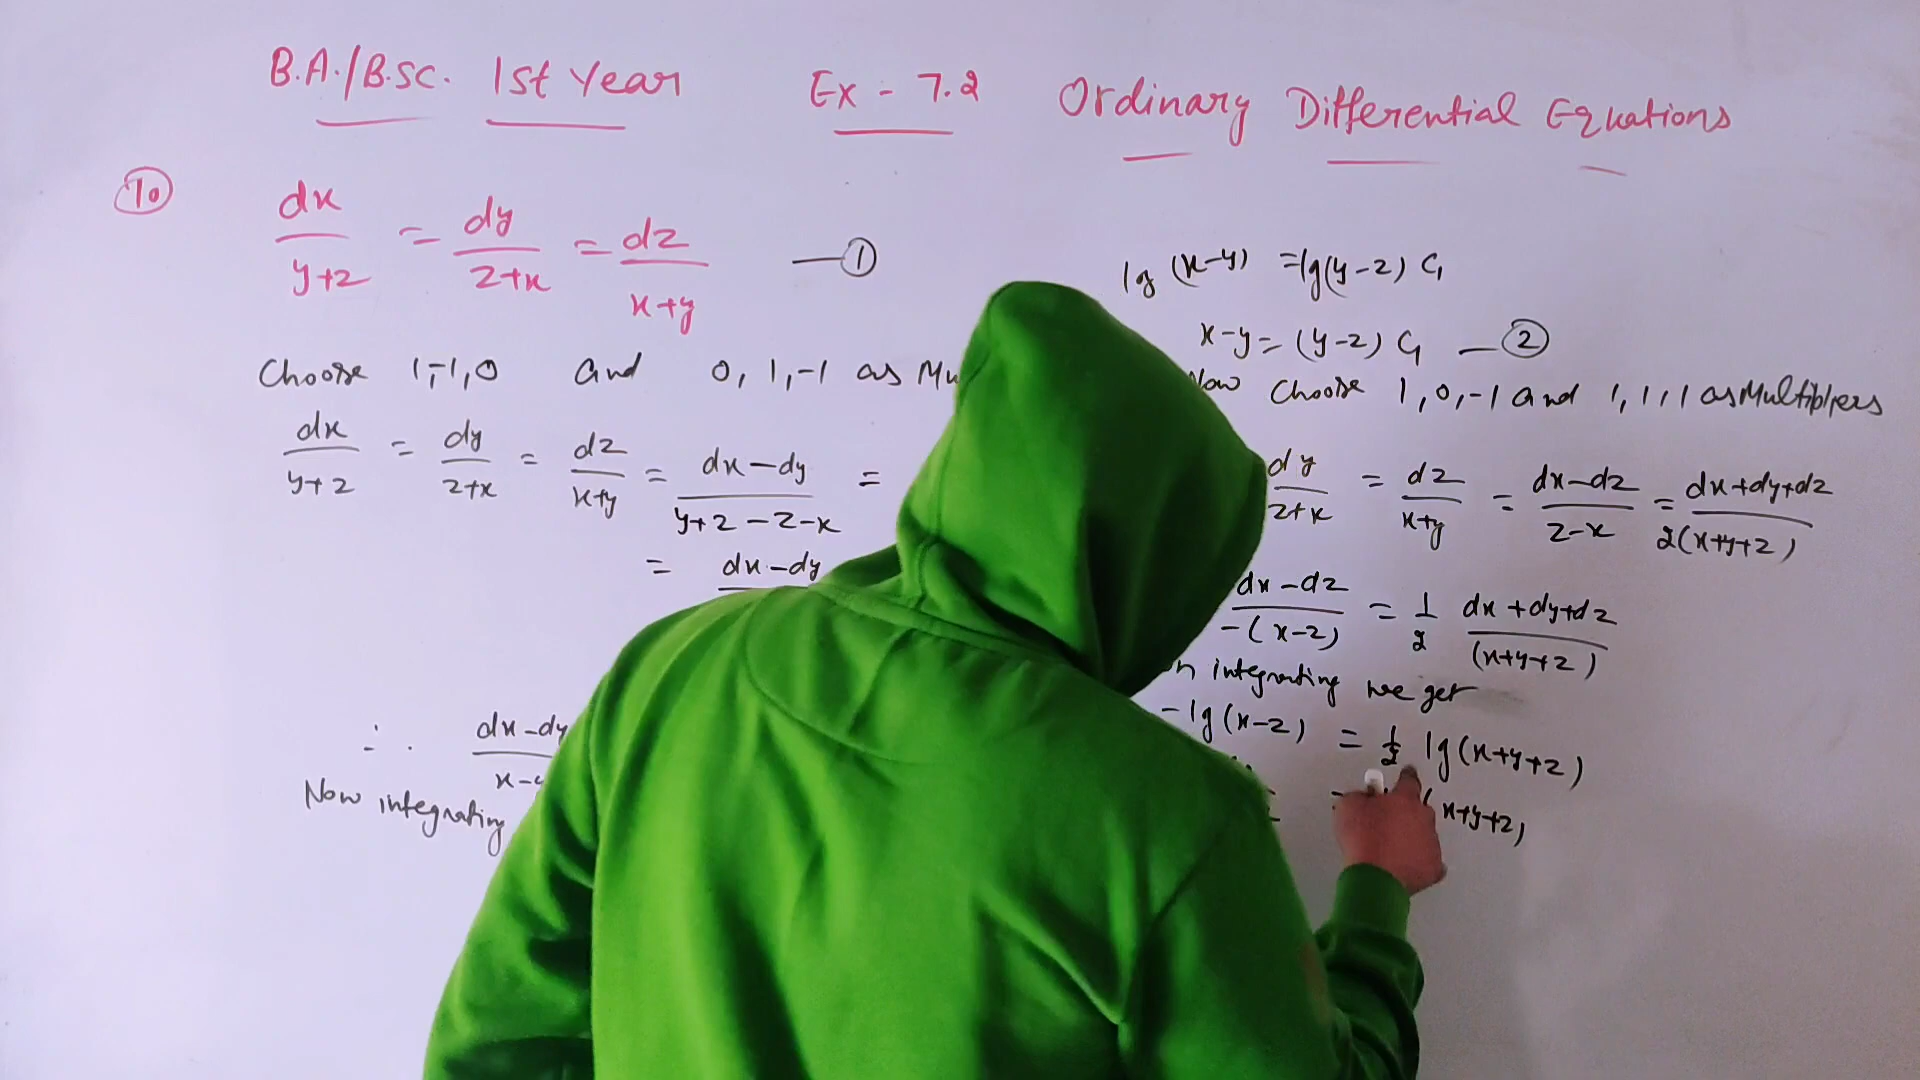 B.A./B.SC. 1st Year Ex - 7.2 Ordinary Differential Equations
10 dx/y+z = dy/z+x = dz/x+y —1
Choose 1,-1,0 and 0, 1,-1 as
dx/y+z = dy/z+x = dz/x+y = dx-dy/y+z-z-x =
= dx-dy
∴ dx-dy
Now integrating
lg (x-y) = lg(y-z) C1
x-y = (y-z) C1 —2
Now Choose 1,0,-1 and 1,1,1 as Multipliers
dy/z+x = dz/x+y = dx-dz/z-x = dx+dy+dz/2(x+y+z)
dx-dz/-(x-z) = 1/2 dx+dy+dz/(x+y+z)
integrating we get
-lg(x-z) = 1/2 lg(x+y+z)
(x+y+z)